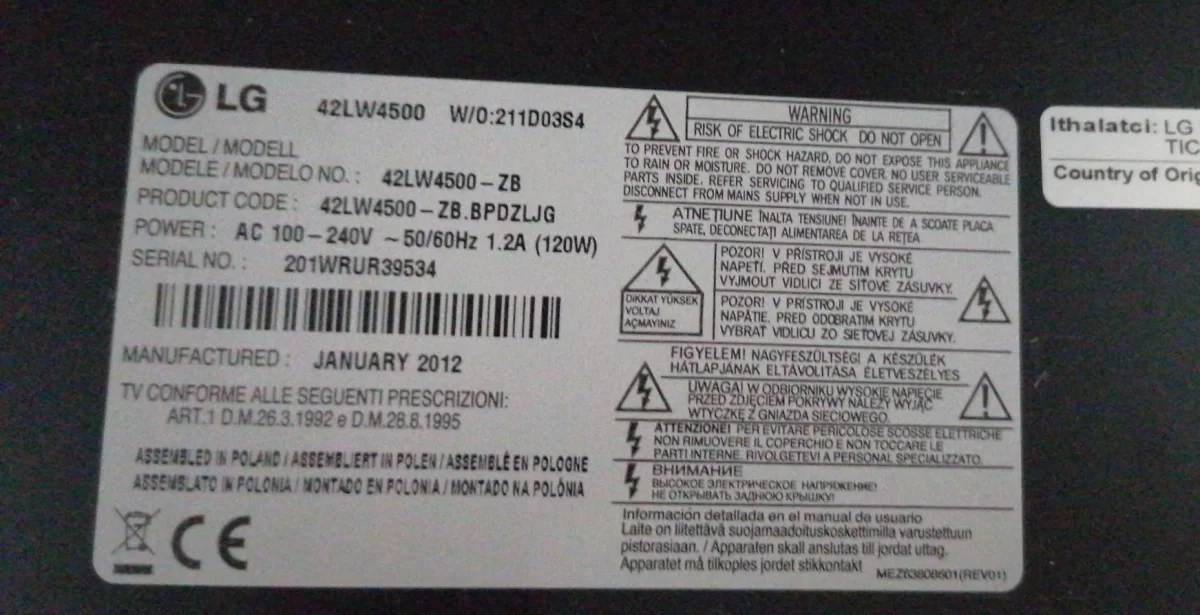 LG 42LW4500 W/O:211D03S4
MODEL / MODELL
MODELE / MODELO NO. : 42LW4500-ZB
PRODUCT CODE : 42LW4500-ZB.BPDZLJG
POWER : AC 100-240V ~50/60Hz 1.2A (120W)
SERIAL NO. : 201WRUR39534
MANUFACTURED : JANUARY 2012
TV CONFORME ALLE SEGUENTI PRESCRIZIONI:
ART.1 D.M.26.3.1992 e D.M.28.8.1995
ASSEMBLED IN POLAND / ASSEMBLIERT IN POLEN / ASSEMBLÉ EN POLOGNE
ASSEMBLATO IN POLONIA / MONTADO EN POLONIA / MONTADO NA POLÔNIA
CE
WARNING
RISK OF ELECTRIC SHOCK DO NOT OPEN
TO PREVENT FIRE OR SHOCK HAZARD, DO NOT EXPOSE THIS APPLIANCE
TO RAIN OR MOISTURE. DO NOT REMOVE COVER. NO USER SERVICEABLE
PARTS INSIDE. REFER SERVICING TO QUALIFIED SERVICE PERSON.
DISCONNECT FROM MAINS SUPPLY WHEN NOT IN USE.
ATNEŢIUNE ÎNALTA TENSIUNE! ÎNAINTE DE A SCOATE PLACA
SPATE, DECONECTAŢI ALIMENTAREA DE LA REŢEA
DİKKAT YÜKSEK
VOLTAJ
AÇMAYINIZ
POZOR! V PŘÍSTROJI JE VYSOKÉ
NAPĚTÍ. PŘED SEJMUTIM KRYTU
VYJMOUT VIDLICI ZE SÍŤOVÉ ZÁSUVKY.
POZOR! V PRÍSTROJI JE VYSOKÉ
NAPÄTIE. PRED ODOBRATIM KRYTU
VYBRAŤ VIDLICU ZO SIEŤOVEJ ZÁSUVKY.
FIGYELEM! NAGYFESZÜLTSÉGI A KÉSZÜLÉK
HÁTLAPJÁNAK ELTÁVOLITÁSA ÉLETVESZÉLYES
UWAGA! W ODBIORNIKU WYSOKIE NAPIĘCIE
PRZED ZDJĘCIEM POKRYWY NALEŻY WYJĄĆ
WTYCZKĘ Z GNIAZDA SIECIOWEGO.
ATTENZIONE! PER EVITARE PERICOLOSE SCOSSE ELETTRICHE
NON RIMUOVERE IL COPERCHIO E NON TOCCARE LE
PARTI INTERNE. RIVOLGETEVI A PERSONAL SPECIALIZZATO.
ВНИМАНИЕ
ВЫСОКОЕ ЭЛЕКТРИЧЕСКОЕ НАПРЯЖЕНИЕ!
НЕ ОТКРЫВАТЬ ЗАДНЮЮ КРЫШКУ!
Información detallada en el manual de usuario
Laite on liitettävä suojamaadoituskoskettimilla varustettuun
pistorasiaan. / Apparaten skall anslutas till jordat uttag.
Apparatet må tilkoples jordet stikkontakt
MEZ63808601(REV01)
Ithalatci: LG
TIC
Country of Orig